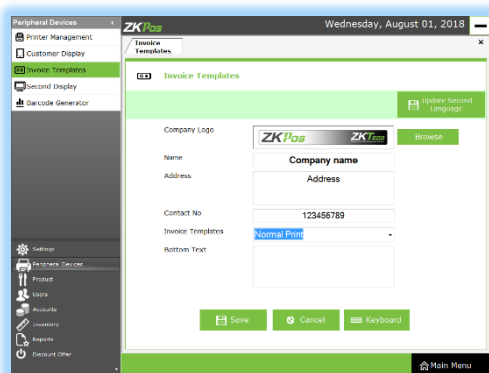 Peripheral Devices
Printer Management
Customer Display
Invoice Templates
Second Display
Barcode Generator
Settings
Peripheral Devices
Product
Users
Accounts
Inventory
Reports
Discount Offer
ZKPos
Wednesday, August 01, 2018
Invoice
Templates
x
Invoice Templates
Update Second
Language
Company Logo
ZKPos
ZKTeco
Browse
Name
Company name
Address
Address
Contact No
123456789
Invoice Templates
Normal Print
Bottom Text
Save
Cancel
Keyboard
Main Menu